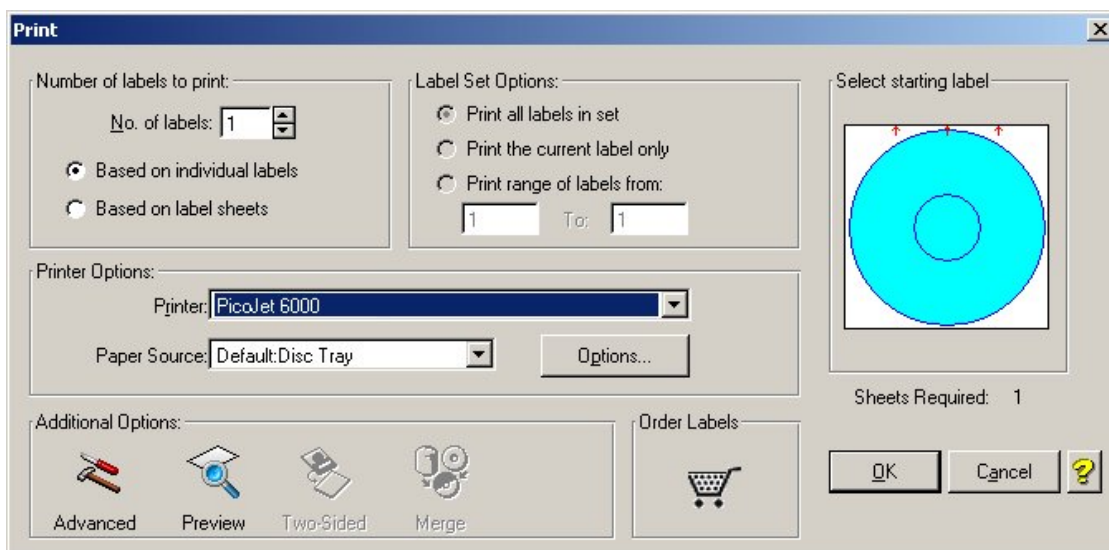 Print
Number of labels to print:
No. of labels: 1
Based on individual labels
Based on label sheets
Label Set Options:
Print all labels in set
Print the current label only
Print range of labels from:
1 To: 1
Select starting label
Printer Options:
Printer: PicoJet 6000
Paper Source: Default:Disc Tray
Options...
Sheets Required: 1
Additional Options:
Advanced
Preview
Two-Sided
Merge
Order Labels
OK
Cancel
?